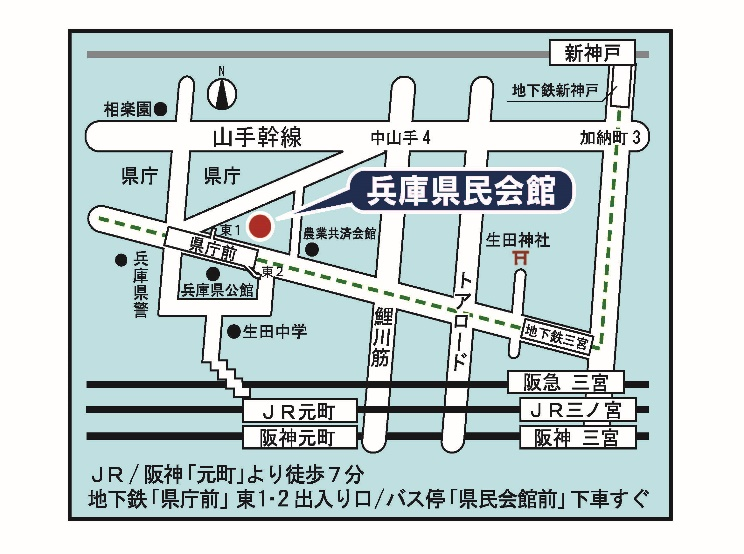 新神戸
地下鉄新神戸
N
相楽園
山手幹線
中山手4
加納町3
県庁
県庁
兵庫県民会館
東1
農業共済会館
生田神社
県庁前
東2
兵庫県警
兵庫県公館
トアロード
鯉川筋
地下鉄三宮
生田中学
阪急 三宮
JR元町
JR三ノ宮
阪神元町
阪神 三宮
JR/阪神「元町」より徒歩7分
地下鉄「県庁前」東1・2出入り口/バス停「県民会館前」下車すぐ